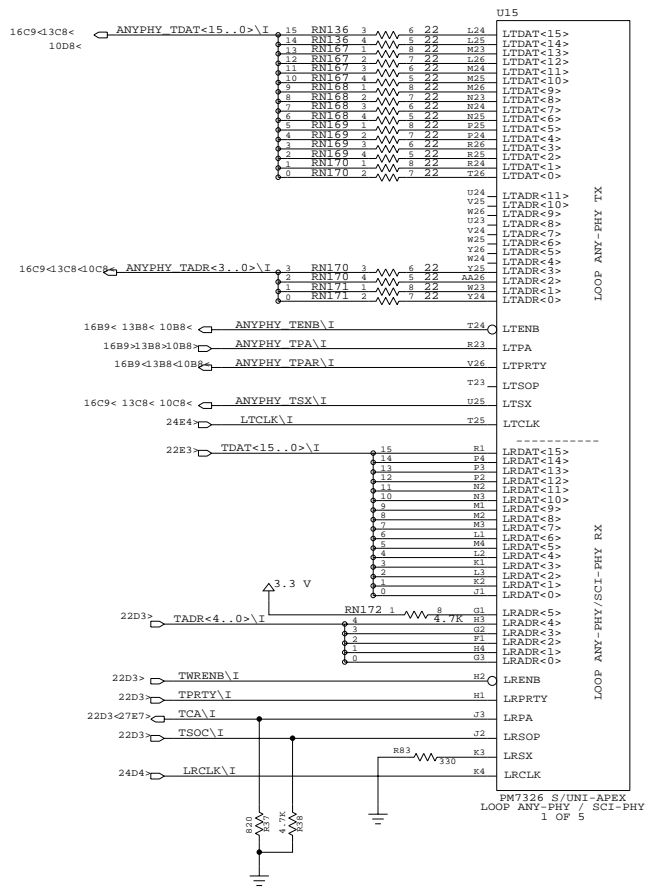 U15
16C9<13C8< ANYPHY_TDAT<15..0>\I 15 RN136 3 6 22 L24 LTDAT<15>
10D8< 14 RN136 4 5 22 L25 LTDAT<14>
13 RN167 1 8 22 M23 LTDAT<13>
12 RN167 2 7 22 L26 LTDAT<12>
11 RN167 3 6 22 M24 LTDAT<11>
10 RN167 4 5 22 M25 LTDAT<10>
9 RN168 1 8 22 M26 LTDAT<9>
8 RN168 2 7 22 N23 LTDAT<8>
7 RN168 3 6 22 N24 LTDAT<7>
6 RN168 4 5 22 N25 LTDAT<6>
5 RN169 1 8 22 P25 LTDAT<5>
4 RN169 2 7 22 P24 LTDAT<4>
3 RN169 3 6 22 R26 LTDAT<3>
2 RN169 4 5 22 R25 LTDAT<2>
1 RN170 1 8 22 R24 LTDAT<1>
0 RN170 2 7 22 T26 LTDAT<0>
LOOP ANY-PHY TX
U24 LTADR<11>
V25 LTADR<10>
W26 LTADR<9>
U23 LTADR<8>
V24 LTADR<7>
W25 LTADR<6>
Y26 LTADR<5>
W24 LTADR<4>
16C9<13C8<10C8< ANYPHY_TADR<3..0>\I 3 RN170 3 6 22 Y25 LTADR<3>
2 RN170 4 5 22 AA26 LTADR<2>
1 RN171 1 8 22 W23 LTADR<1>
0 RN171 2 7 22 Y24 LTADR<0>
16B9< 13B8< 10B8< ANYPHY_TENB\I T24 LTENB
16B9>13B8>10B8> ANYPHY_TPA\I R23 LTPA
16B9<13B8<10B8< ANYPHY_TPAR\I V26 LTPRTY
T23 LTSOP
16C9< 13C8< 10C8< ANYPHY_TSX\I U25 LTSX
24E4> LTCLK\I T25 LTCLK
------------
22E3> TDAT<15..0>\I 15 R1 LRDAT<15>
14 P4 LRDAT<14>
13 P3 LRDAT<13>
12 P2 LRDAT<12>
11 N2 LRDAT<11>
10 N3 LRDAT<10>
9 M1 LRDAT<9>
8 M2 LRDAT<8>
7 M3 LRDAT<7>
6 L1 LRDAT<6>
5 M4 LRDAT<5>
4 L2 LRDAT<4>
3 K1 LRDAT<3>
2 L3 LRDAT<2>
1 K2 LRDAT<1>
0 J1 LRDAT<0>
LOOP ANY-PHY/SCI-PHY RX
3.3 V
RN172 1 8 4.7K G1 LRADR<5>
22D3> TADR<4..0>\I 4 H3 LRADR<4>
3 G2 LRADR<3>
2 F1 LRADR<2>
1 H4 LRADR<1>
0 G3 LRADR<0>
22D3> TWRENB\I H2 LRENB
22D3> TPRTY\I H1 LRPRTY
22D3<27E7< TCA\I J3 LRPA
22D3> TSOC\I J2 LRSOP
R83 330 K3 LRSX
24D4> LRCLK\I K4 LRCLK
820 R37
4.7K R38
PM7326 S/UNI-APEX
LOOP ANY-PHY / SCI-PHY
1 OF 5